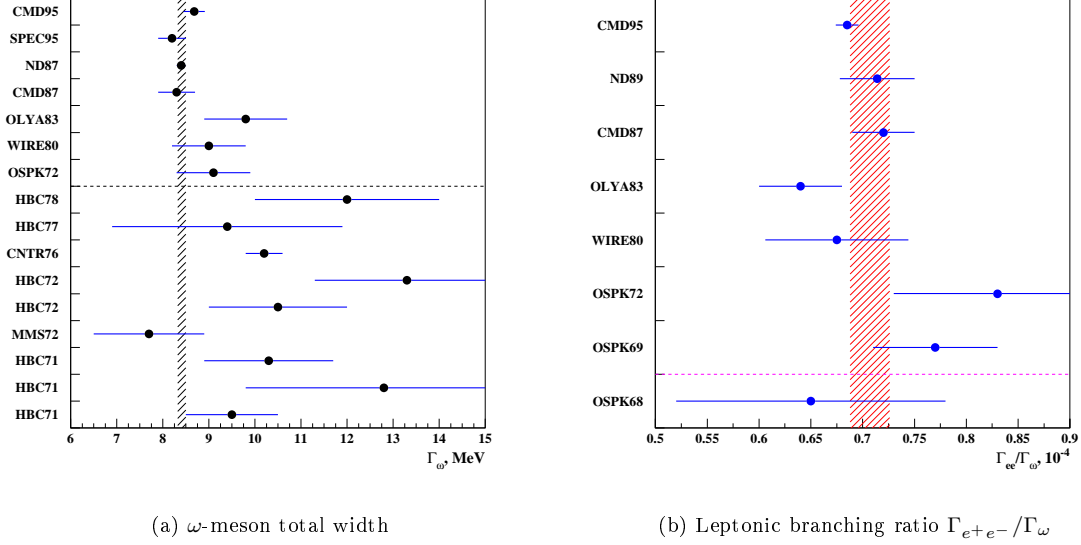 CMD95
SPEC95
ND87
CMD87
OLYA83
WIRE80
OSPK72
HBC78
HBC77
CNTR76
HBC72
HBC72
MMS72
HBC71
HBC71
HBC71
6 7 8 9 10 11 12 13 14 15
Γω, MeV
(a) ω-meson total width
CMD95
ND89
CMD87
OLYA83
WIRE80
OSPK72
OSPK69
OSPK68
0.5 0.55 0.6 0.65 0.7 0.75 0.8 0.85 0.9
Γee/Γω, 10-4
(b) Leptonic branching ratio Γe+e−/Γω